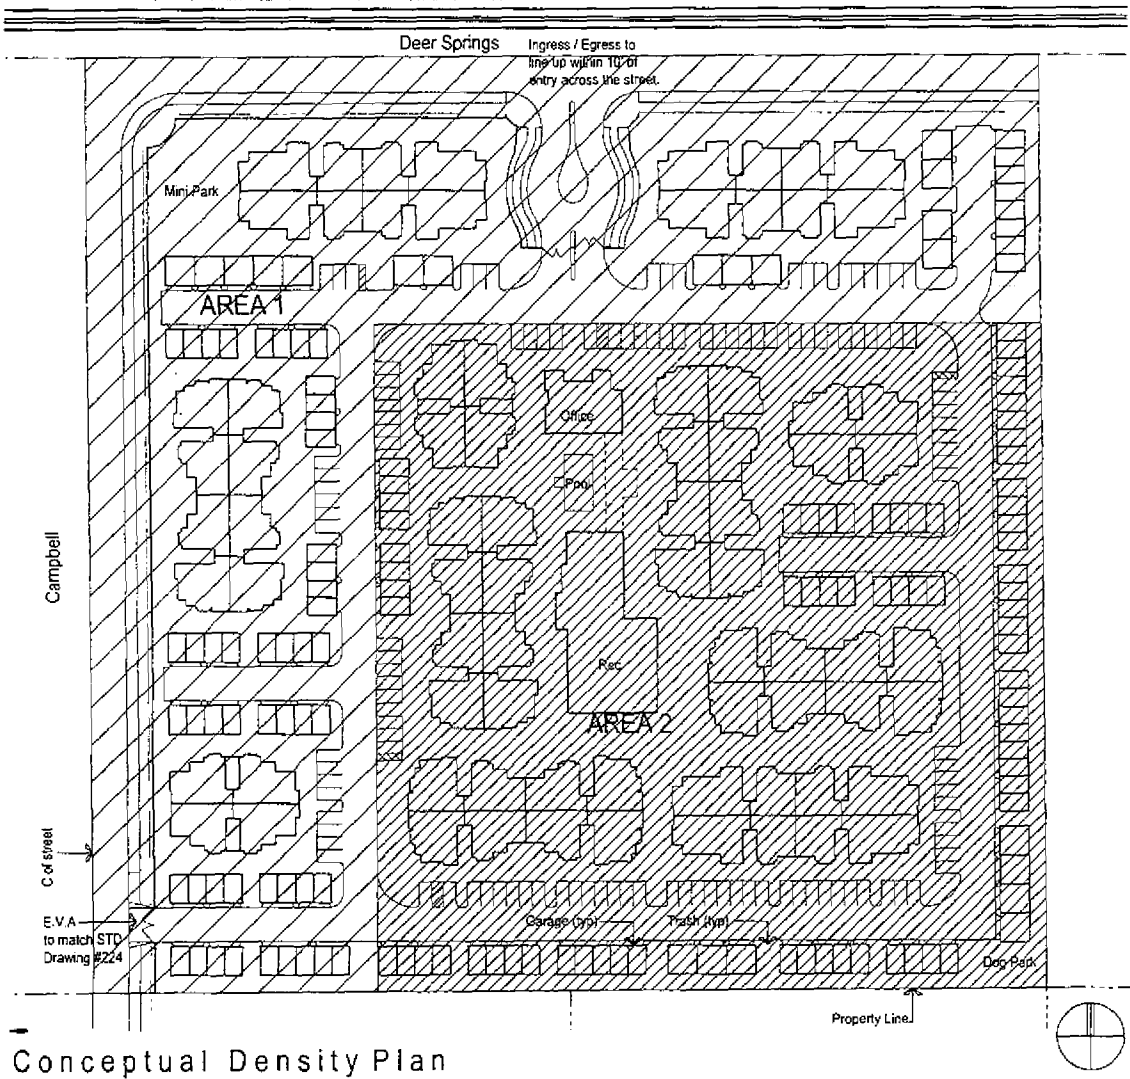 Deer Springs
Ingress / Egress to
line up within 10' of
entry across the street.
Mini Park
AREA 1
Office
Pool
Campbell
Rec
AREA 2
C of street
E.V.A
to match STD
Drawing #224
Garage (typ)
Trash (typ)
Dog Park
Property Line
Conceptual Density Plan